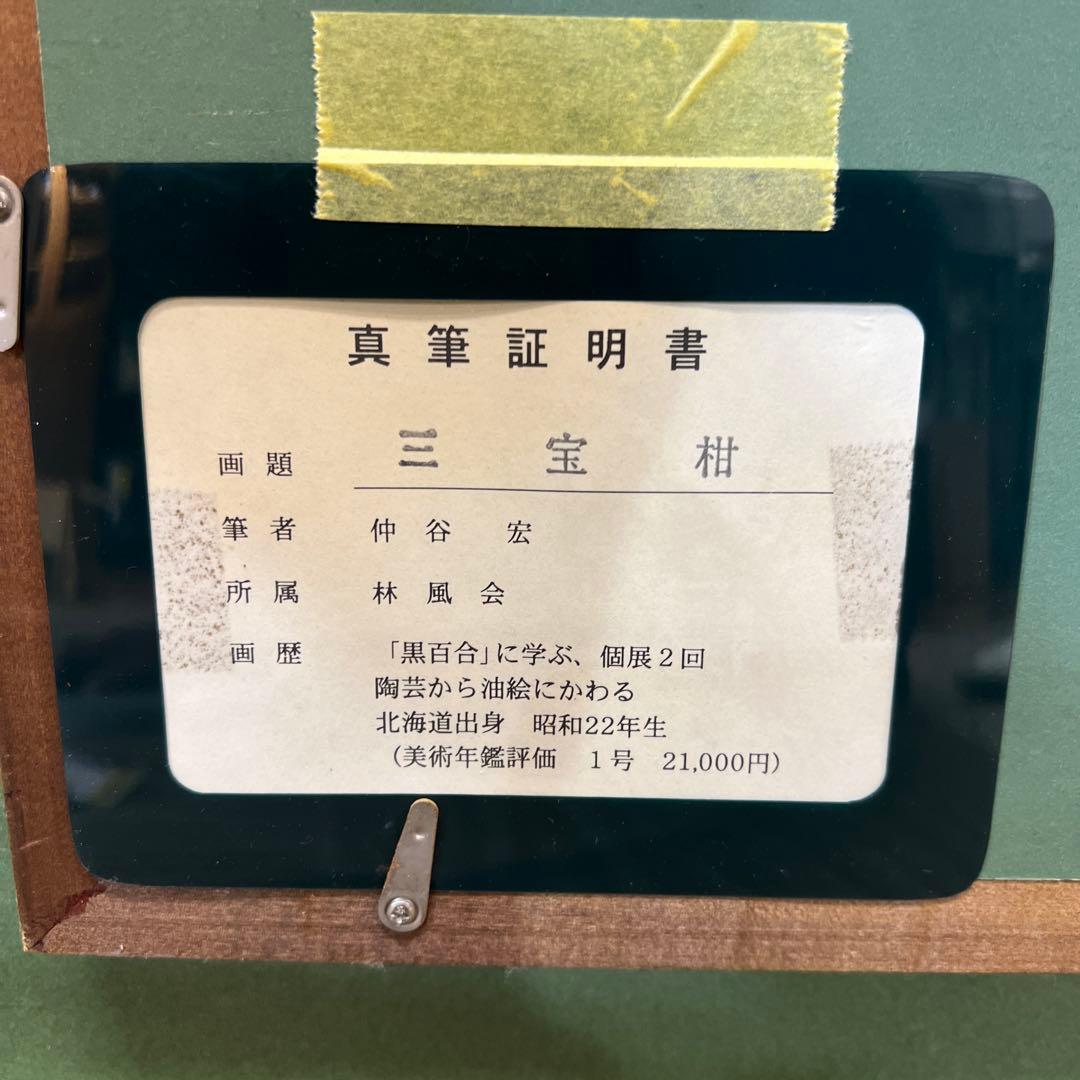 真筆証明書
画題 三宝柑
筆者 仲谷 宏
所属 林風会
画歴 「黒百合」に学ぶ、個展2回
陶芸から油絵にかわる
北海道出身 昭和22年生
(美術年鑑評価 1号 21,000円)